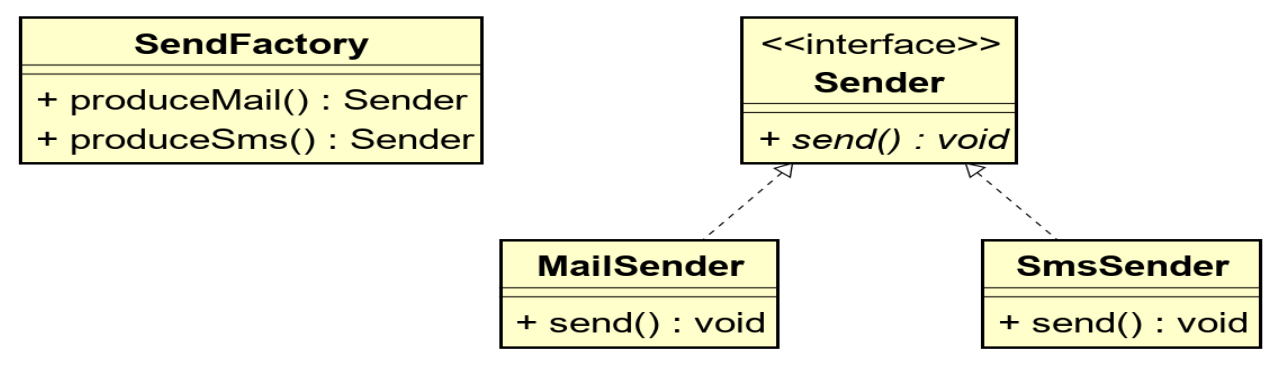 SendFactory
+ produceMail() : Sender
+ produceSms() : Sender
<<interface>>
Sender
+ send() : void
MailSender
+ send() : void
SmsSender
+ send() : void